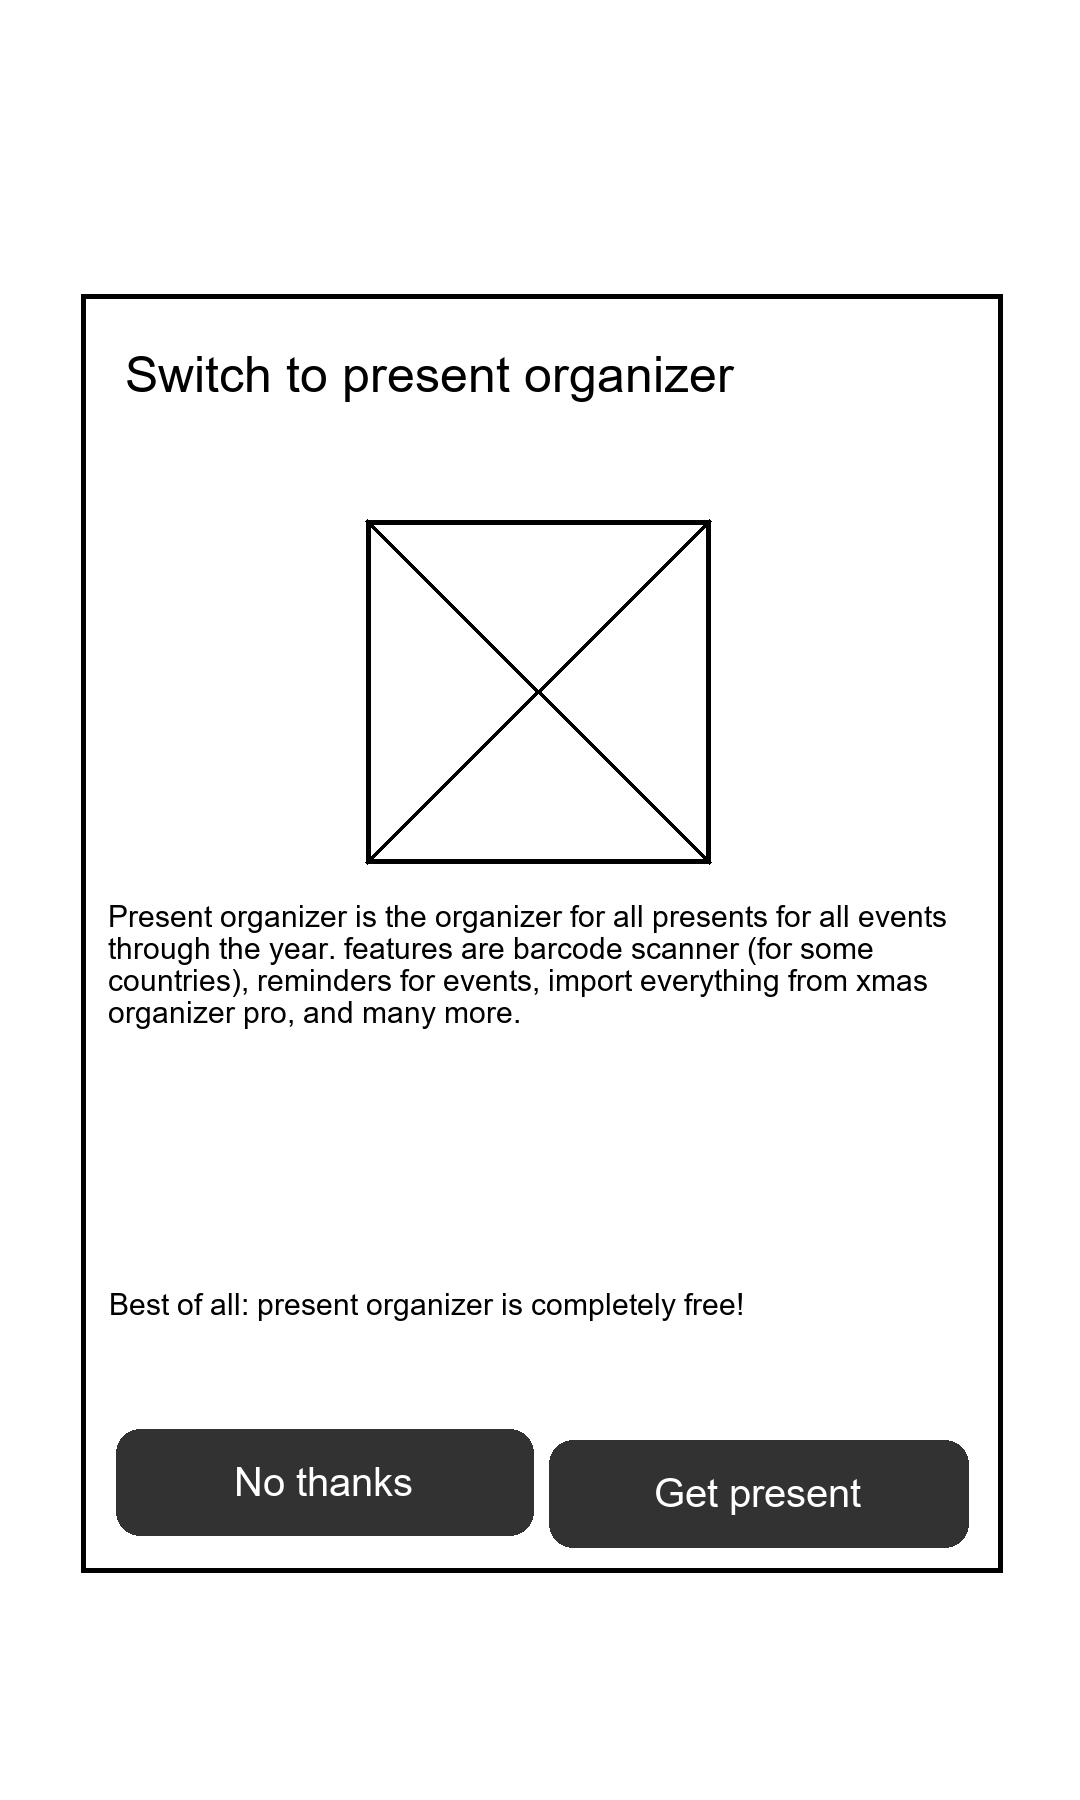 Switch to present organizer
Present organizer is the organizer for all presents for all events
through the year. features are barcode scanner (for some
countries), reminders for events, import everything from xmas
organizer pro, and many more.
Best of all: present organizer is completely free!
No thanks
Get present